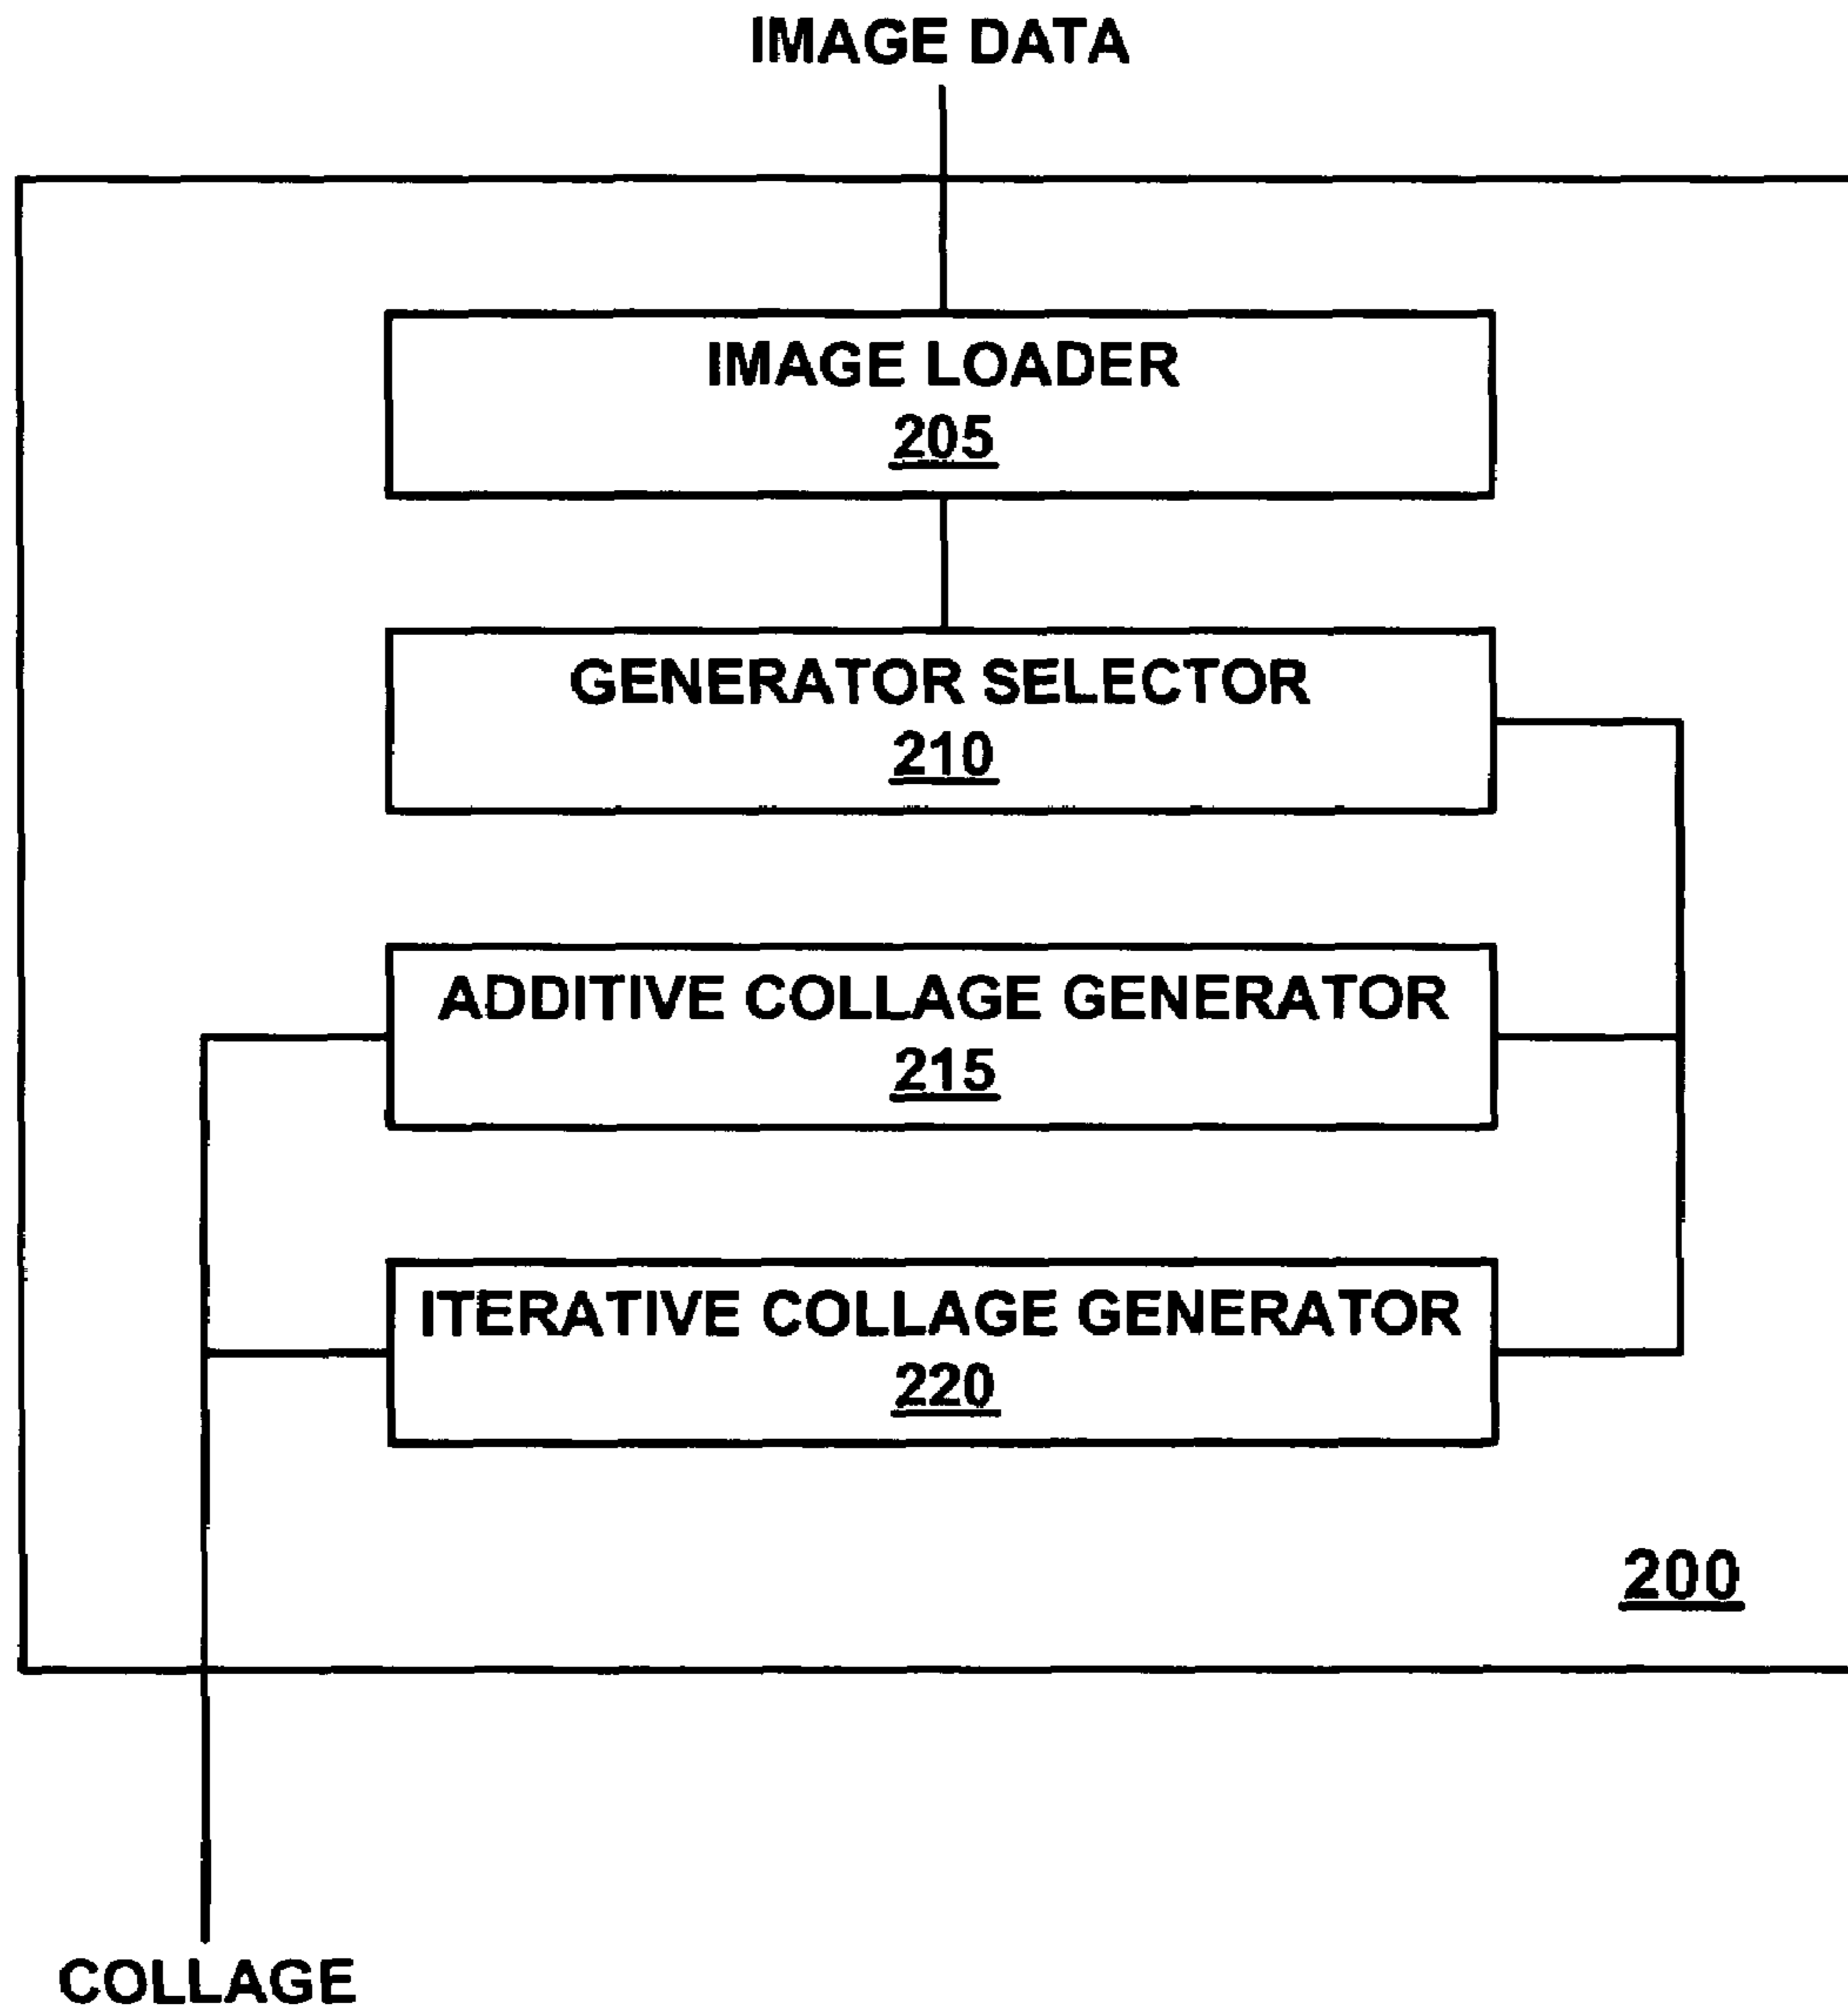 IMAGE DATA
IMAGE LOADER
205
GENERATOR SELECTOR
210
ADDITIVE COLLAGE GENERATOR
215
ITERATIVE COLLAGE GENERATOR
220
200
COLLAGE